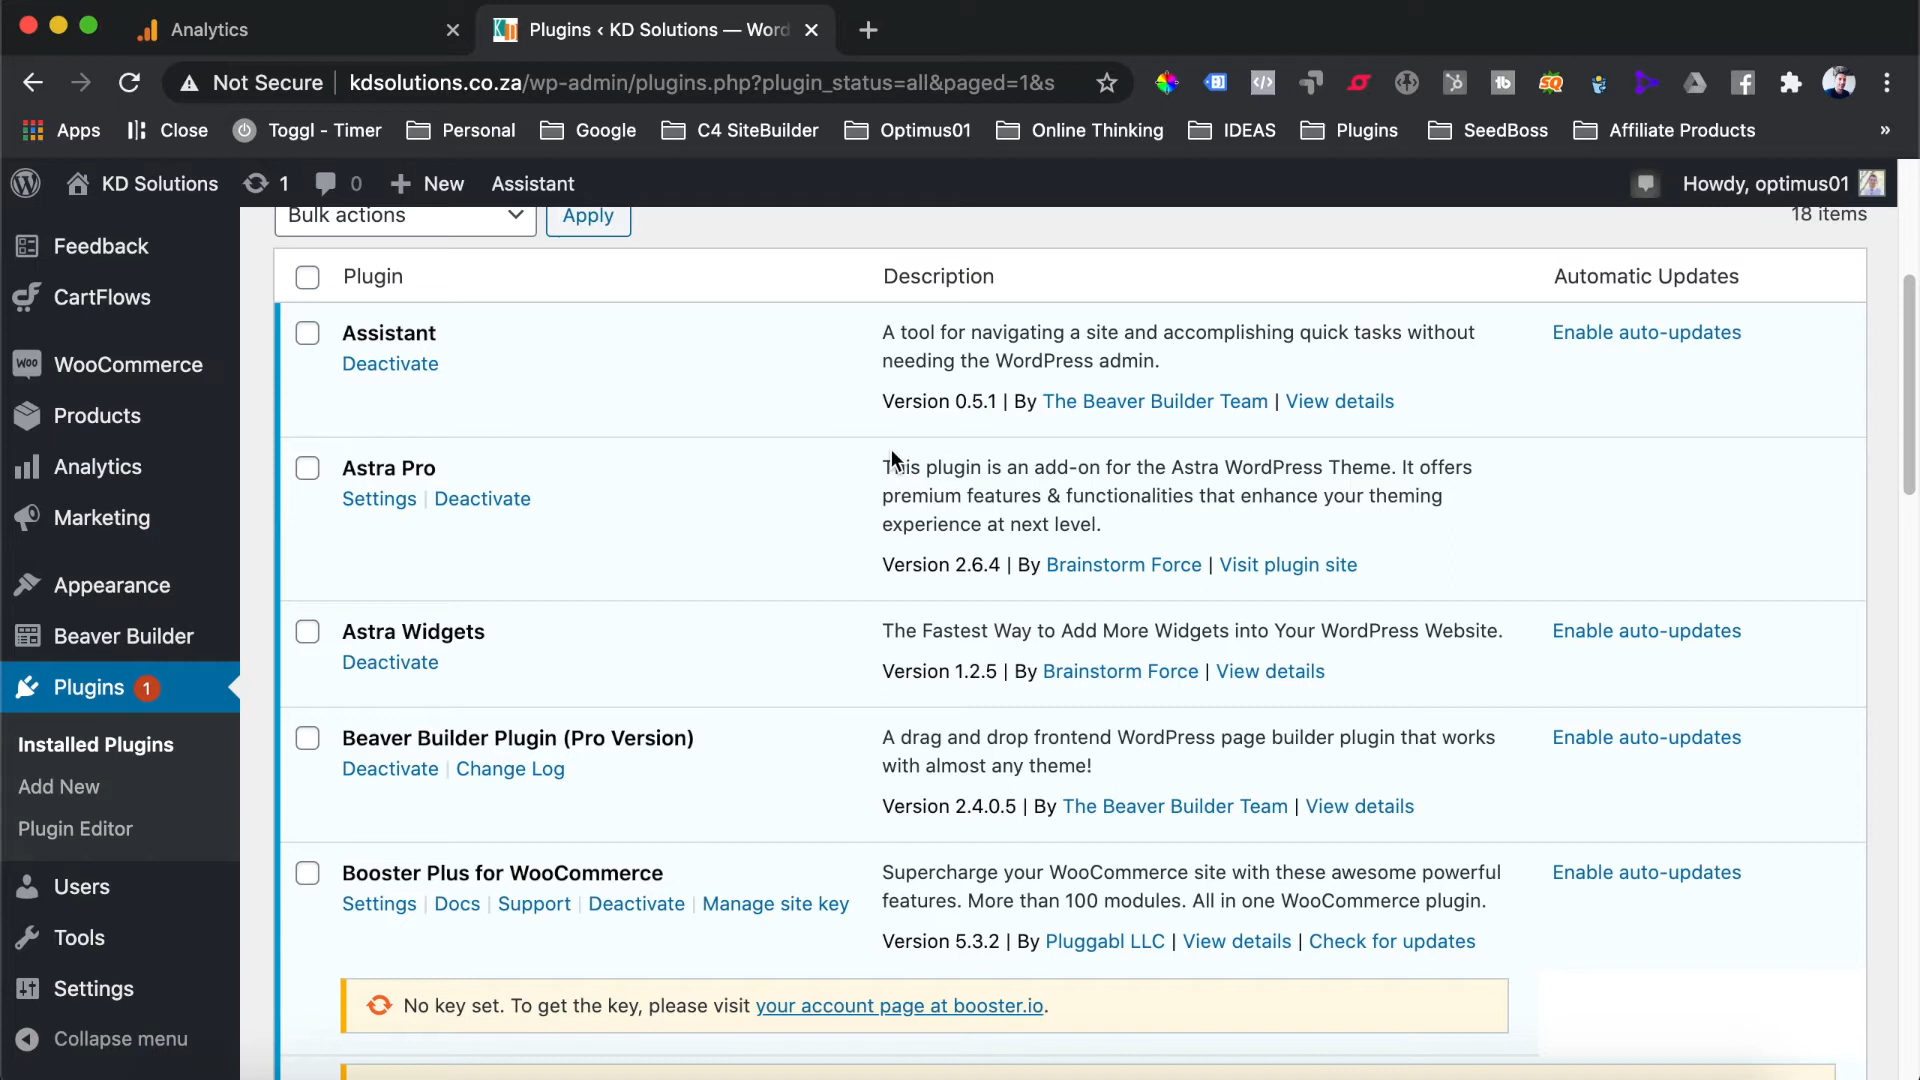 Analytics
Plugins ‹ KD Solutions — Word
Not Secure
kdsolutions.co.za/wp-admin/plugins.php?plugin_status=all&paged=1&s
Apps
Close
Toggl - Timer
Personal
Google
C4 SiteBuilder
Optimus01
Online Thinking
IDEAS
Plugins
SeedBoss
Affiliate Products
»
KD Solutions
1
0
New
Assistant
Howdy, optimus01
Feedback
CartFlows
WooCommerce
Products
Analytics
Marketing
Appearance
Beaver Builder
Plugins 1
Installed Plugins
Add New
Plugin Editor
Users
Tools
Settings
Collapse menu
Bulk actions
Apply
18 items
Plugin
Description
Automatic Updates
Assistant
Deactivate
A tool for navigating a site and accomplishing quick tasks without
needing the WordPress admin.
Version 0.5.1 | By The Beaver Builder Team | View details
Enable auto-updates
Astra Pro
Settings | Deactivate
This plugin is an add-on for the Astra WordPress Theme. It offers
premium features & functionalities that enhance your theming
experience at next level.
Version 2.6.4 | By Brainstorm Force | Visit plugin site
Astra Widgets
Deactivate
The Fastest Way to Add More Widgets into Your WordPress Website.
Version 1.2.5 | By Brainstorm Force | View details
Enable auto-updates
Beaver Builder Plugin (Pro Version)
Deactivate | Change Log
A drag and drop frontend WordPress page builder plugin that works
with almost any theme!
Version 2.4.0.5 | By The Beaver Builder Team | View details
Enable auto-updates
Booster Plus for WooCommerce
Settings | Docs | Support | Deactivate | Manage site key
Supercharge your WooCommerce site with these awesome powerful
features. More than 100 modules. All in one WooCommerce plugin.
Version 5.3.2 | By Pluggabl LLC | View details | Check for updates
Enable auto-updates
No key set. To get the key, please visit your account page at booster.io.